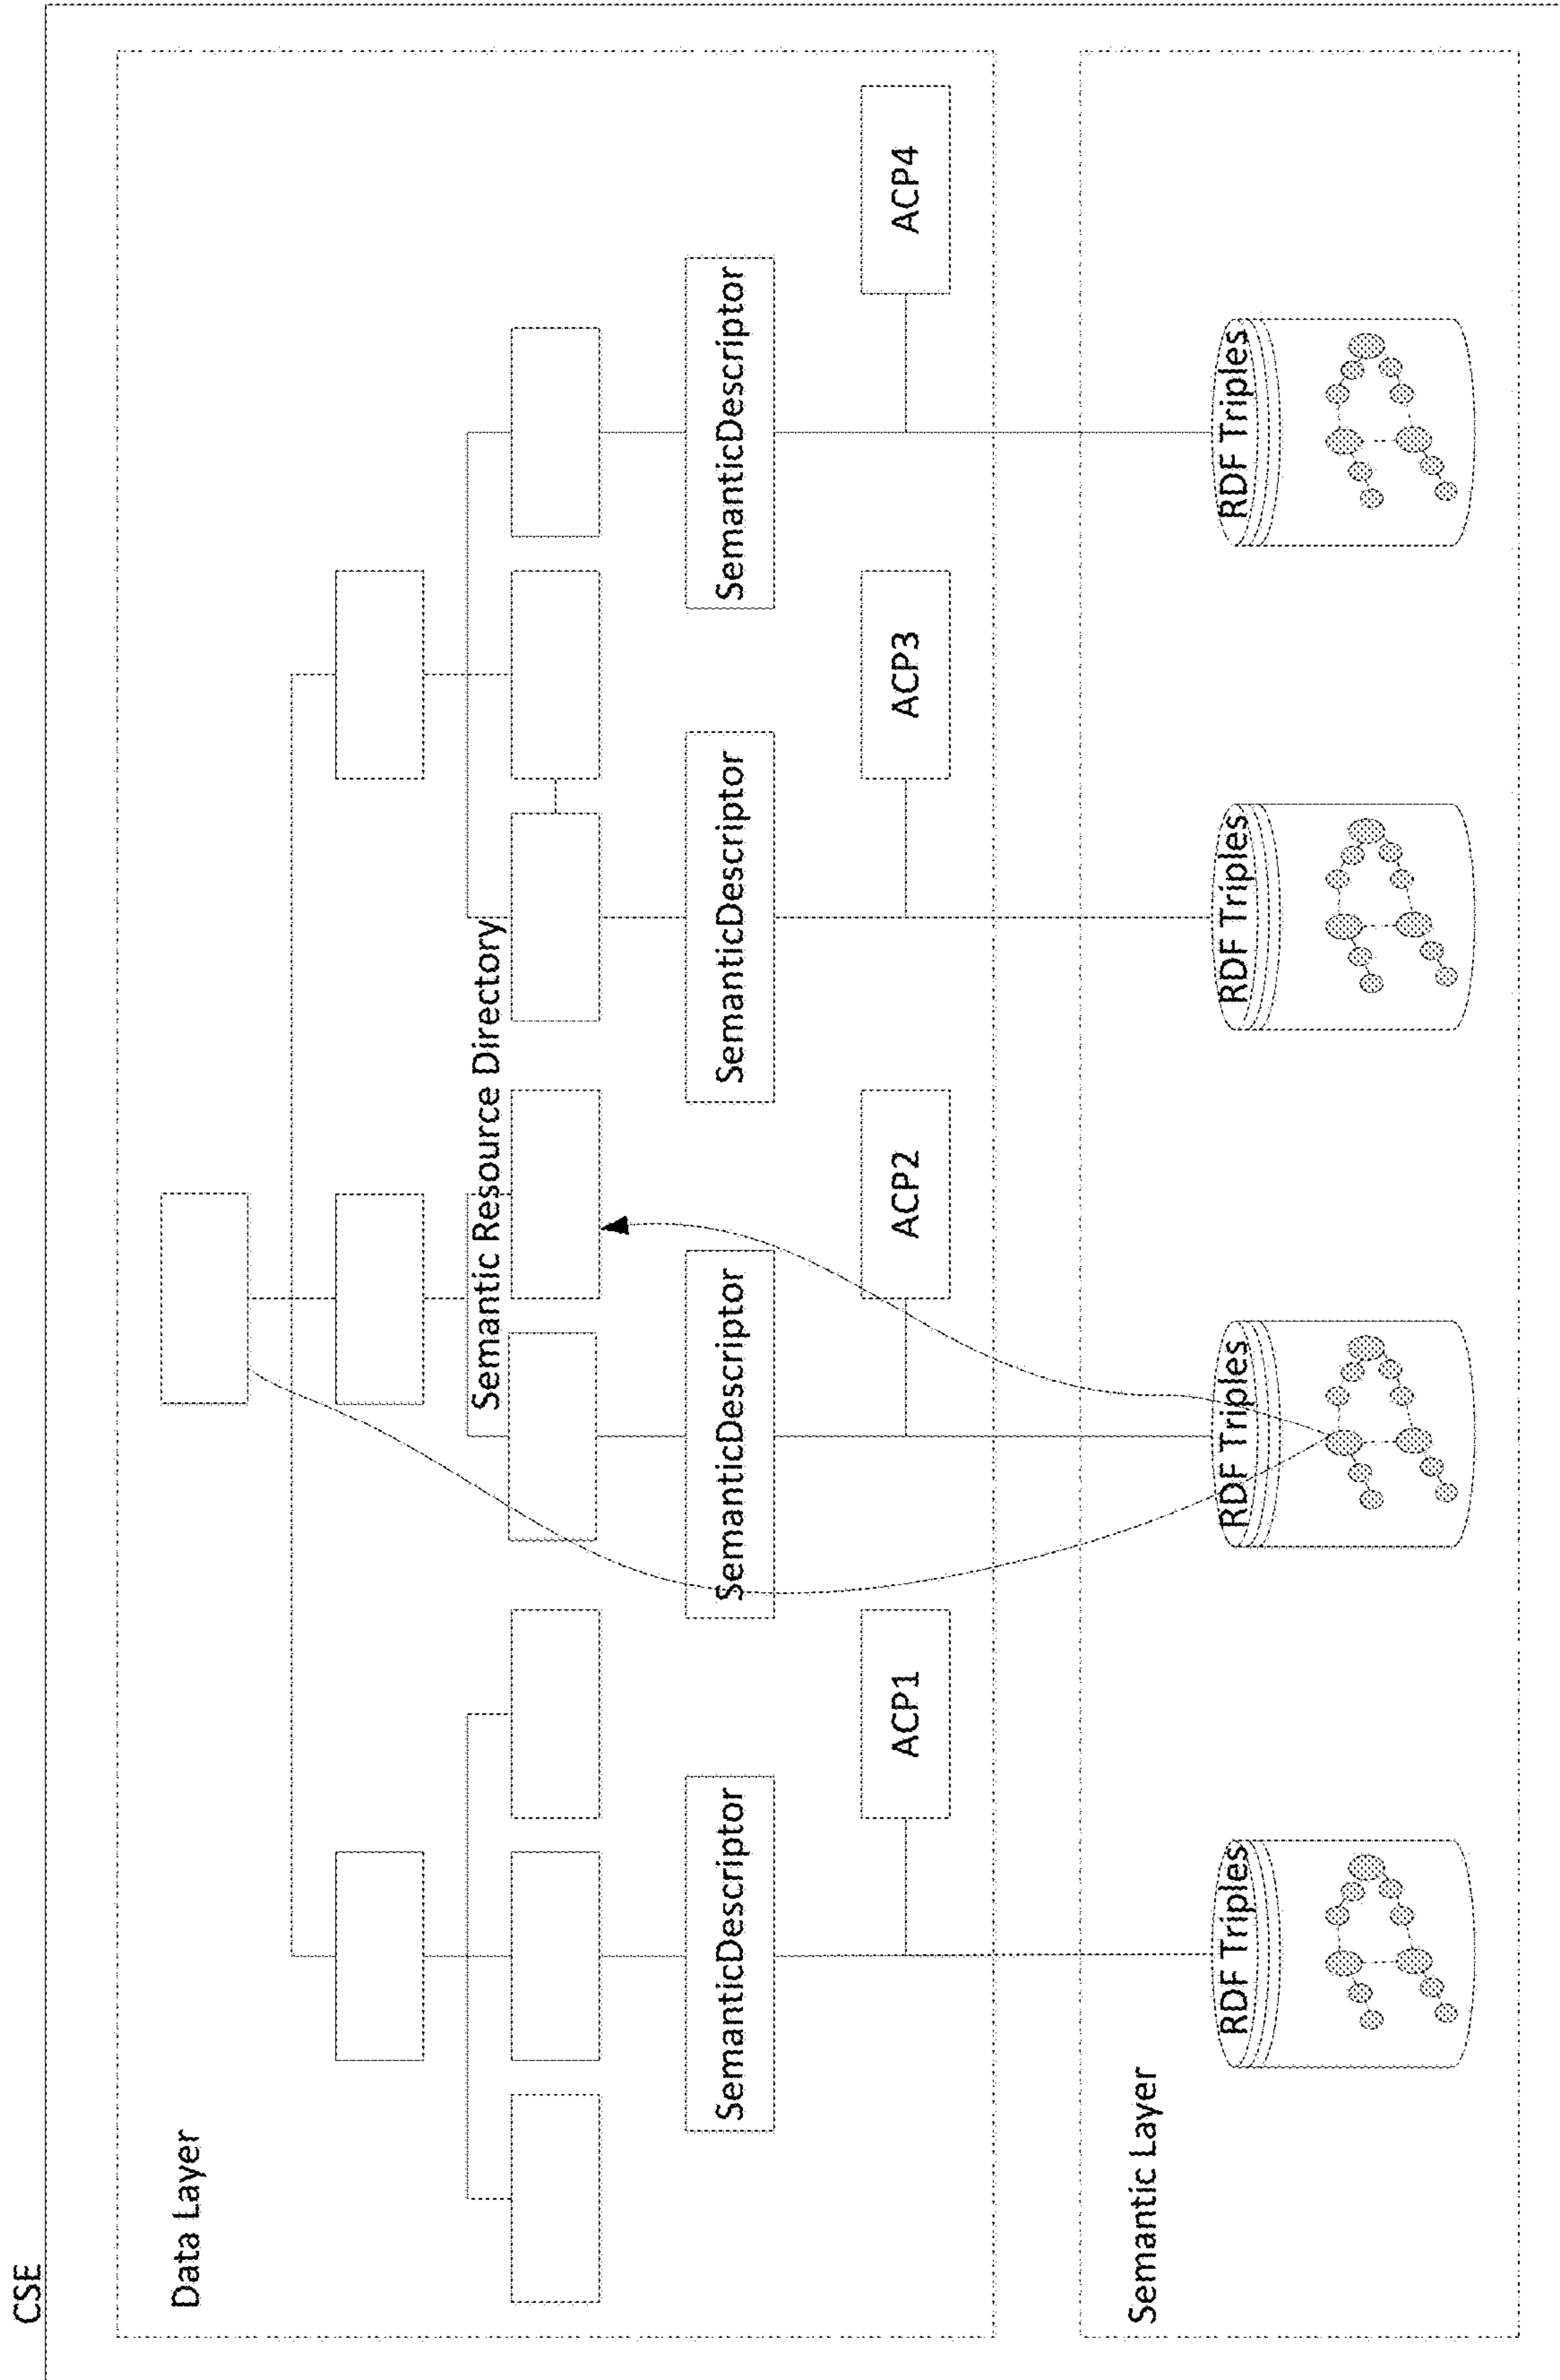 CSE
Data Layer
Semantic Resource Directory
SemanticDescriptor
SemanticDescriptor
SemanticDescriptor
SemanticDescriptor
ACP1
ACP2
ACP3
ACP4
Semantic Layer
RDF Triples
RDF Triples
RDF Triples
RDF Triples